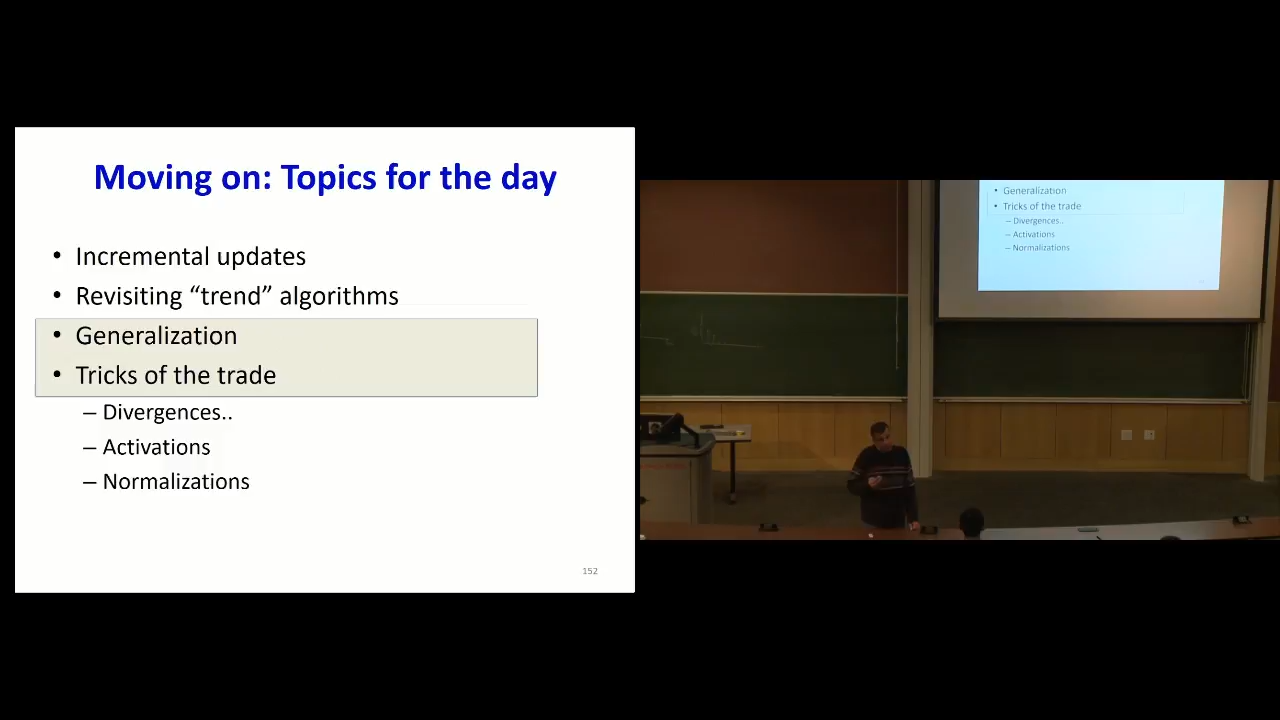 Moving on: Topics for the day
• Incremental updates
• Revisiting “trend” algorithms
• Generalization
• Tricks of the trade
– Divergences..
– Activations
– Normalizations
152
• Generalization
• Tricks of the trade
– Divergences..
– Activations
– Normalizations